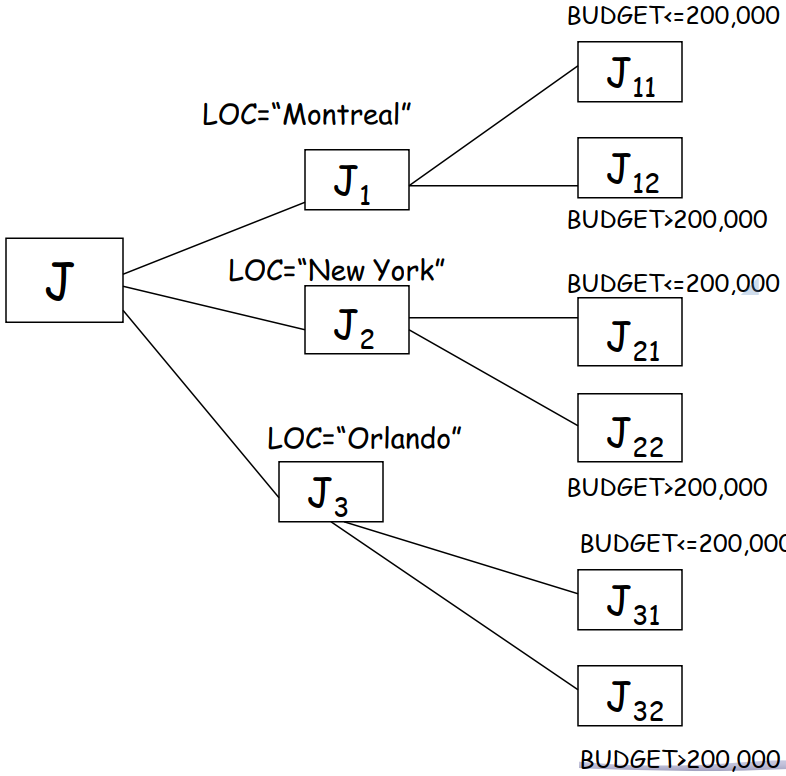 BUDGET<=200,000
J11
LOC=“Montreal”
J1
J12
BUDGET>200,000
J
LOC=“New York”
BUDGET<=200,000
J2
J21
J22
LOC=“Orlando”
BUDGET>200,000
J3
BUDGET<=200,000
J31
J32
BUDGET>200,000